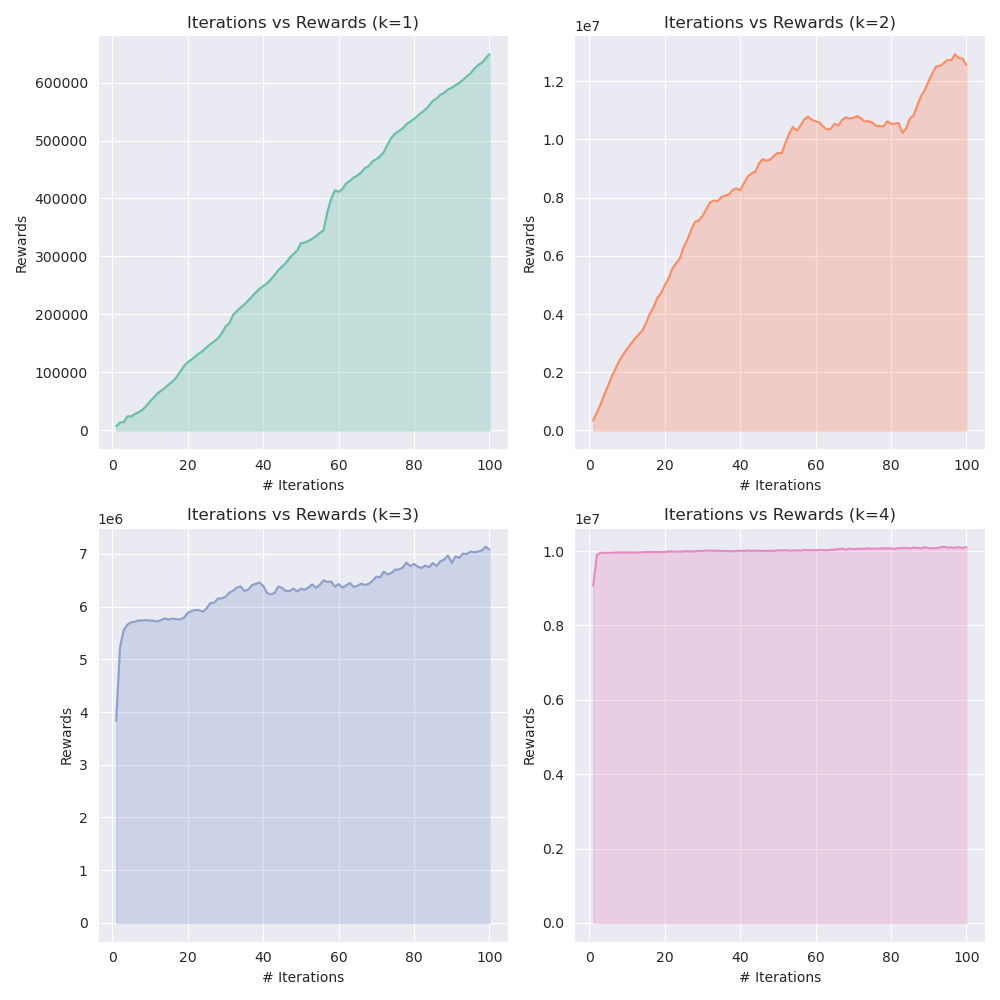 Iterations vs Rewards (k=1)
600000
500000
400000
300000
200000
100000
0
Rewards
0 20 40 60 80 100
# Iterations
Iterations vs Rewards (k=2)
1e7
1.2
1.0
0.8
0.6
0.4
0.2
0.0
Rewards
0 20 40 60 80 100
# Iterations
Iterations vs Rewards (k=3)
1e6
7
6
5
4
3
2
1
0
Rewards
0 20 40 60 80 100
# Iterations
Iterations vs Rewards (k=4)
1e7
1.0
0.8
0.6
0.4
0.2
0.0
Rewards
0 20 40 60 80 100
# Iterations